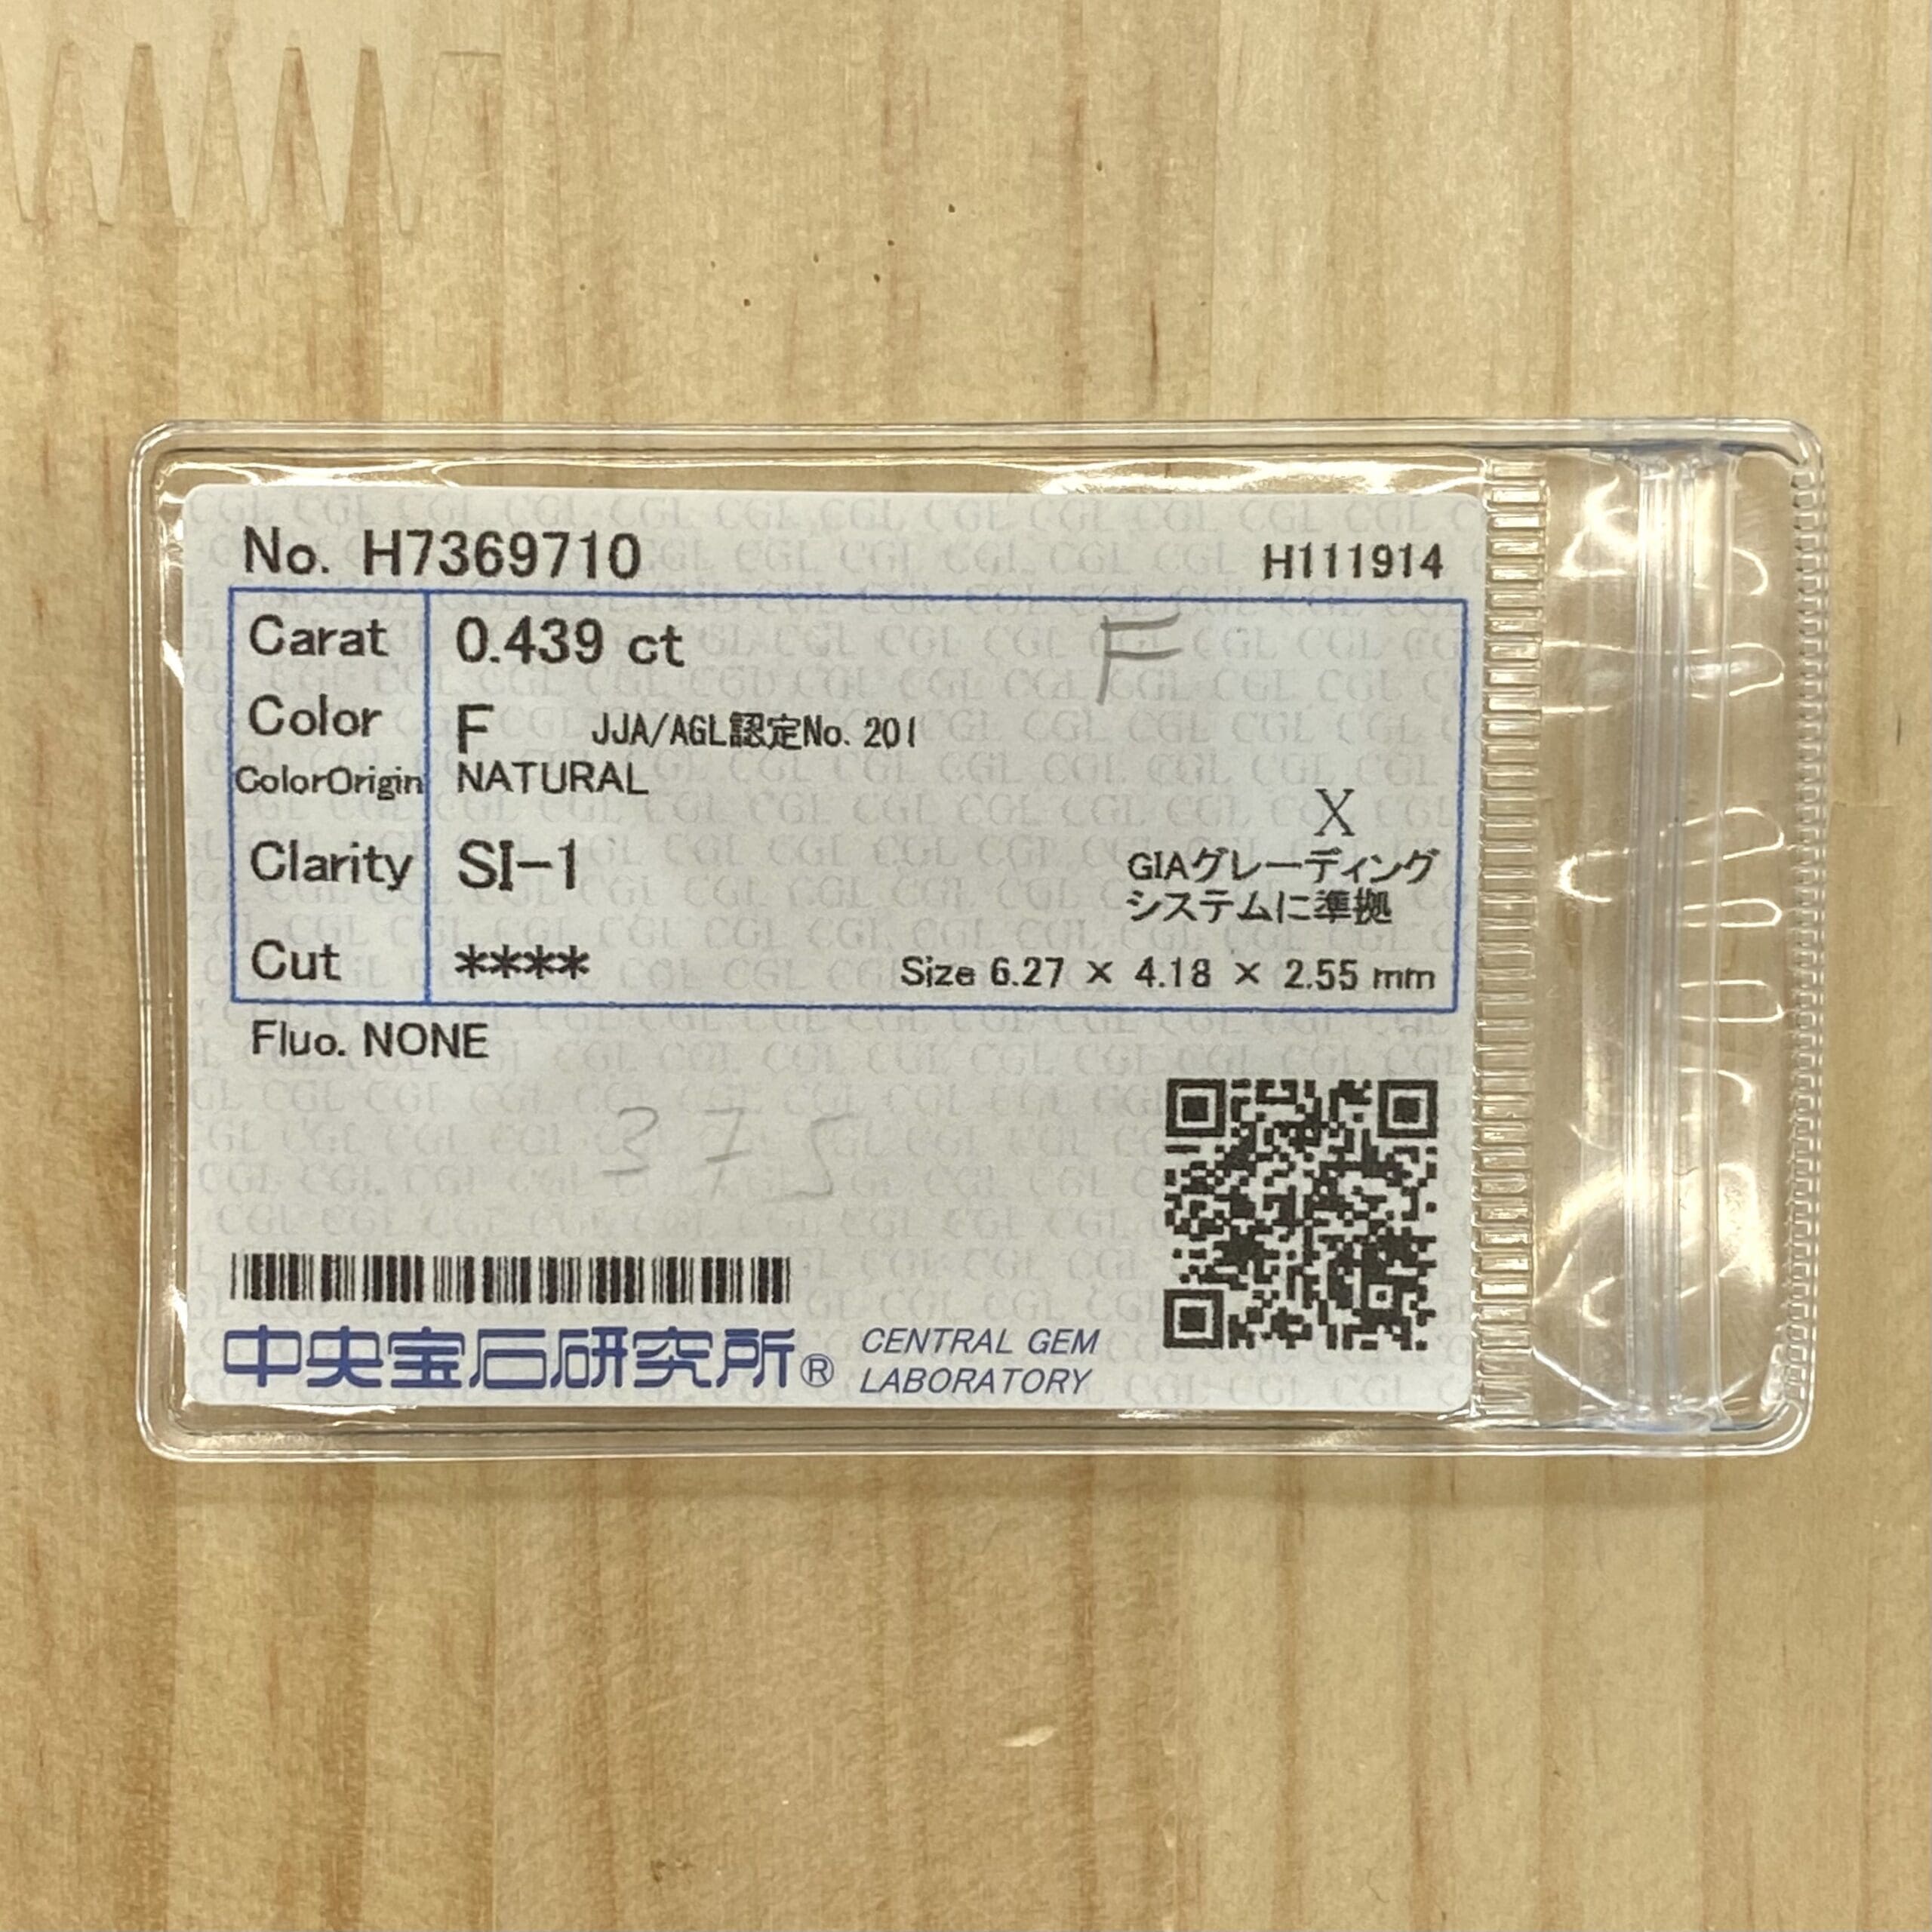 No. H7369710 H111914
Carat 0.439 ct F
Color F JJA/AGL認定No. 201
ColorOrigin NATURAL
X
Clarity SI-1 GIAグレーディング
システムに準拠
Cut **** Size 6.27 × 4.18 × 2.55 mm
Fluo. NONE
375
中央宝石研究所® CENTRAL GEM
LABORATORY